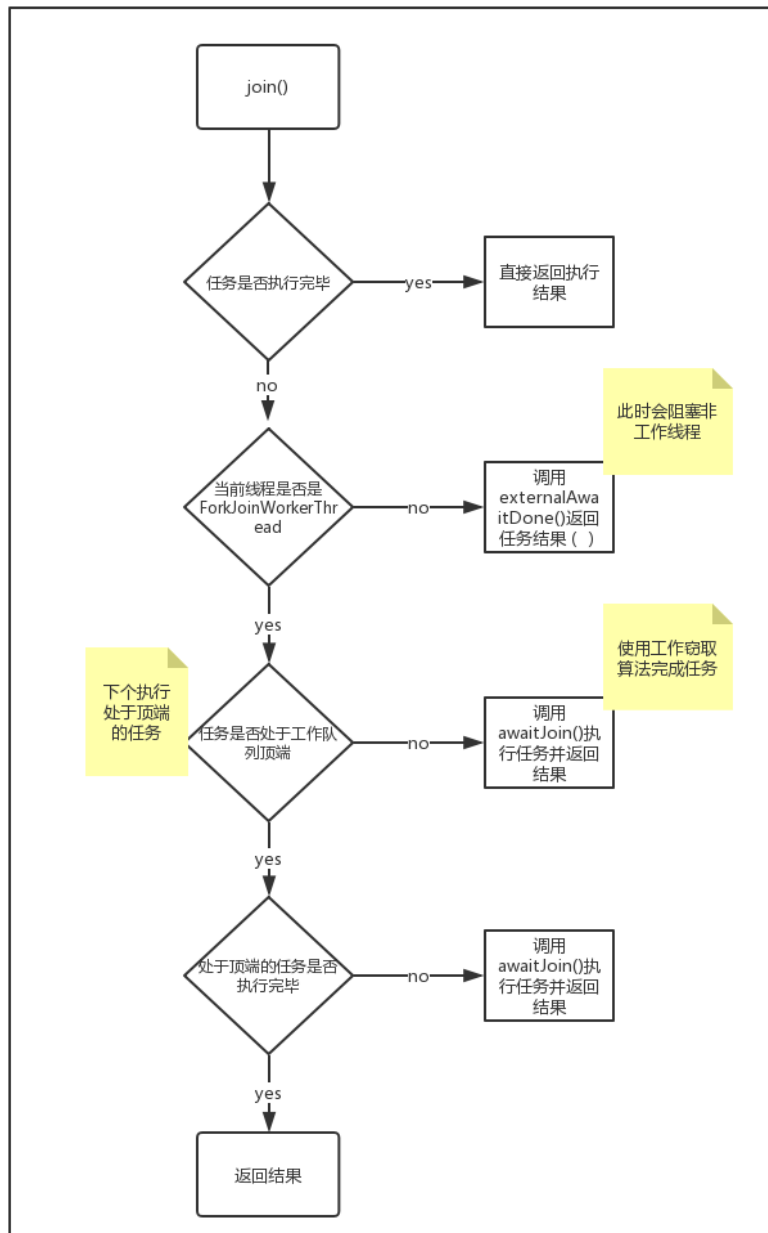 join()
任务是否执行完毕
yes
直接返回执行
结果
no
此时会阻塞非
工作线程
当前线程是否是
ForkJoinWorkerThr
ead
no
调用
externalAwa
itDone()返回
任务结果（ ）
yes
使用工作窃取
算法完成任务
下个执行
处于顶端
的任务
任务是否处于工作队
列顶端
no
调用
awaitJoin()执
行任务并返回
结果
yes
处于顶端的任务是否
执行完毕
no
调用
awaitJoin()执
行任务并返回
结果
yes
返回结果